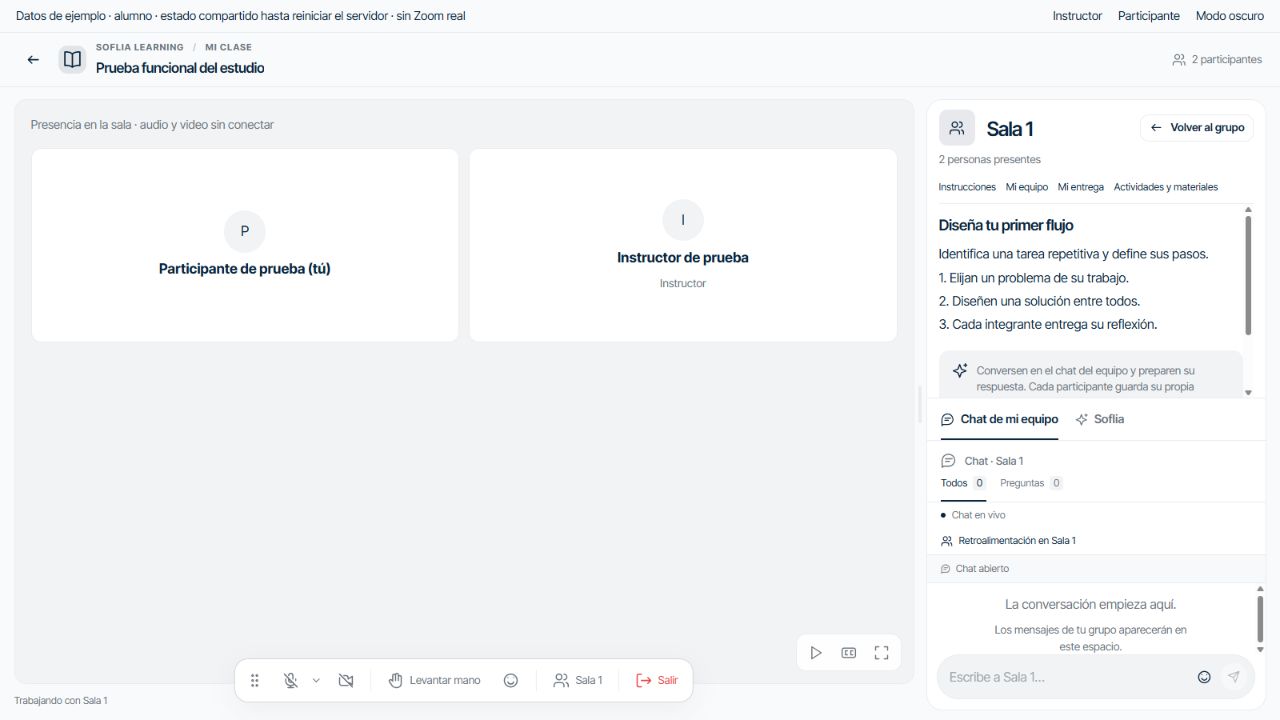 Datos de ejemplo · alumno · estado compartido hasta reiniciar el servidor · sin Zoom real
Instructor
Participante
Modo oscuro
SOFLIA LEARNING / MI CLASE
Prueba funcional del estudio
2 participantes
Presencia en la sala · audio y video sin conectar
P
Participante de prueba (tú)
I
Instructor de prueba
Instructor
Sala 1
Volver al grupo
2 personas presentes
Instrucciones
Mi equipo
Mi entrega
Actividades y materiales
Diseña tu primer flujo
Identifica una tarea repetitiva y define sus pasos.
1. Elijan un problema de su trabajo.
2. Diseñen una solución entre todos.
3. Cada integrante entrega su reflexión.
Conversen en el chat del equipo y preparen su
respuesta. Cada participante guarda su propia
Chat de mi equipo
Soflia
Chat · Sala 1
Todos 0
Preguntas 0
Chat en vivo
Retroalimentación en Sala 1
Chat abierto
La conversación empieza aquí.
Los mensajes de tu grupo aparecerán en
este espacio.
Escribe a Sala 1...
Levantar mano
Sala 1
Salir
Trabajando con Sala 1